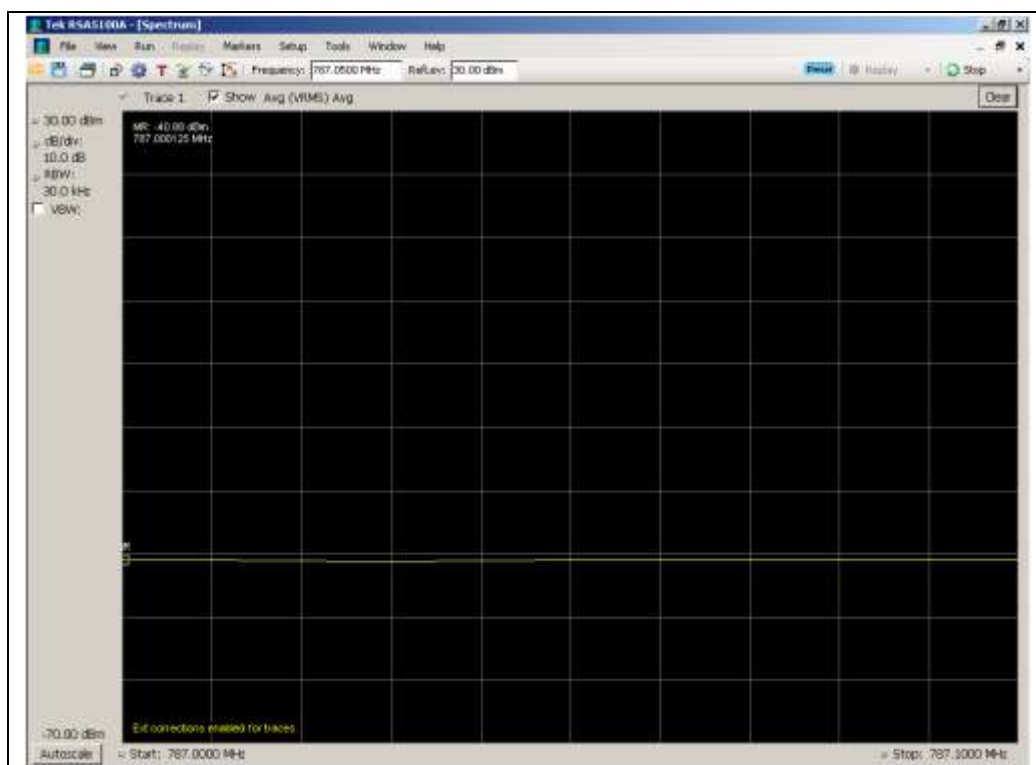 Tek RSA5100A - [Spectrum]
File View Run Replay Markers Setup Tools Window Help
Frequency: 787.0500 MHz RefLev: 30.00 dBm Preset Replay Stop
Trace 1 Show Avg (VRMS) Avg Clear
30.00 dBm
dB/div:
10.0 dB
RBW:
30.0 kHz
VBW:
MR: -40.88 dBm
787.000125 MHz
-70.00 dBm
Ext corrections enabled for traces
Autoscale Start: 787.0000 MHz Stop: 787.1000 MHz